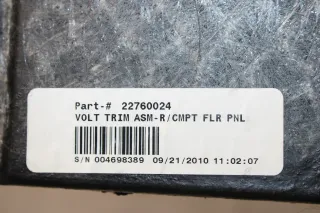 Part-# 22760024
VOLT TRIM ASM-R/CMPT FLR PNL
S/N 004698389 09/21/2010 11:02:07